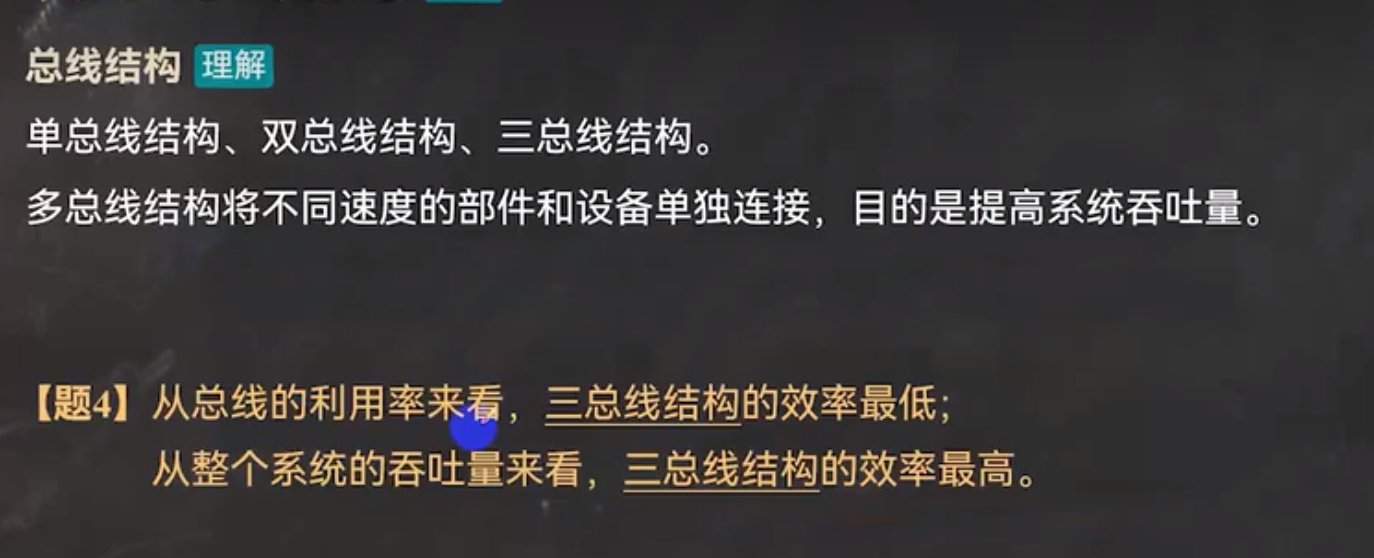 总线结构 理解
单总线结构、双总线结构、三总线结构。
多总线结构将不同速度的部件和设备单独连接，目的是提高系统吞吐量。
【题4】从总线的利用率来看，三总线结构的效率最低；
从整个系统的吞吐量来看，三总线结构的效率最高。